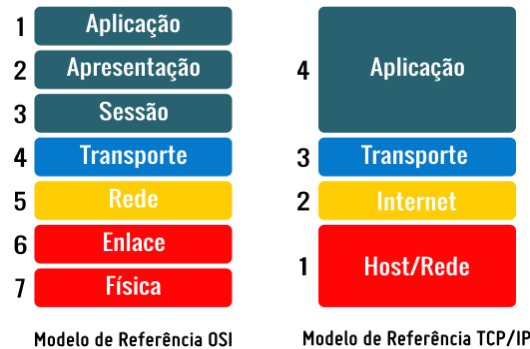 1 Aplicação
2 Apresentação
3 Sessão
4 Transporte
5 Rede
6 Enlace
7 Física
Modelo de Referência OSI
4 Aplicação
3 Transporte
2 Internet
1 Host/Rede
Modelo de Referência TCP/IP